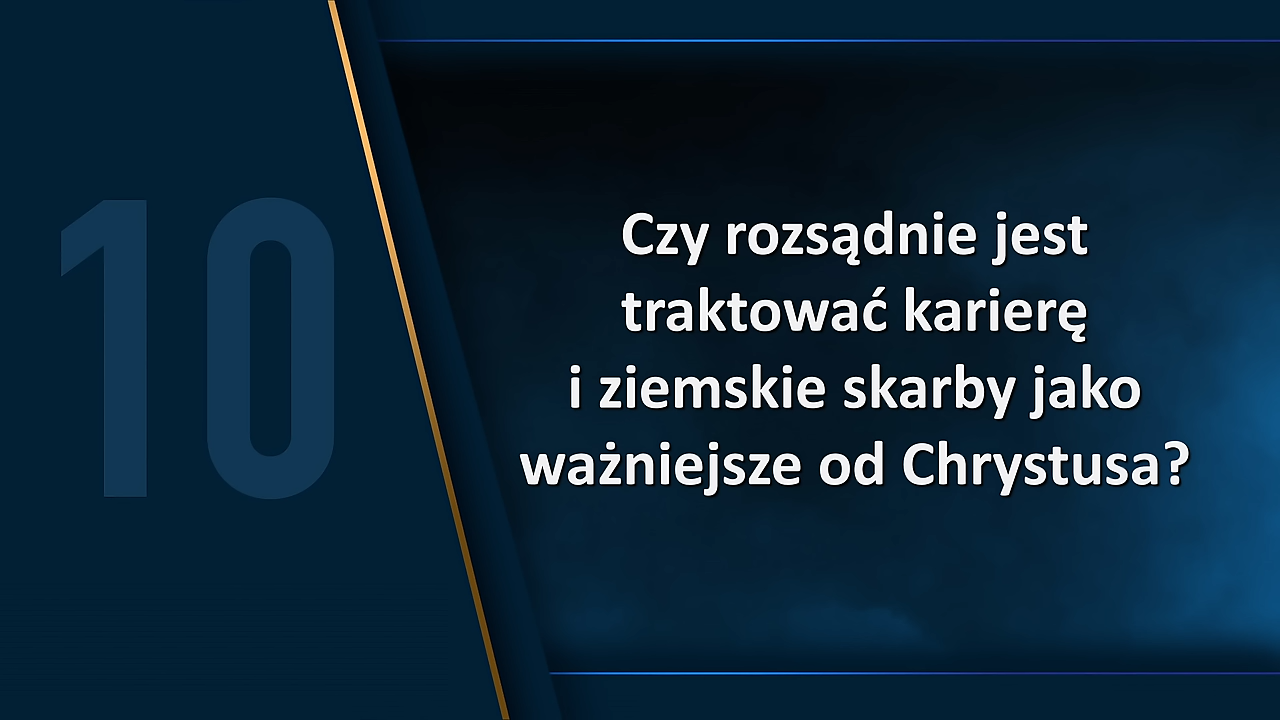 10
Czy rozsądnie jest
traktować karierę
i ziemskie skarby jako
ważniejsze od Chrystusa?